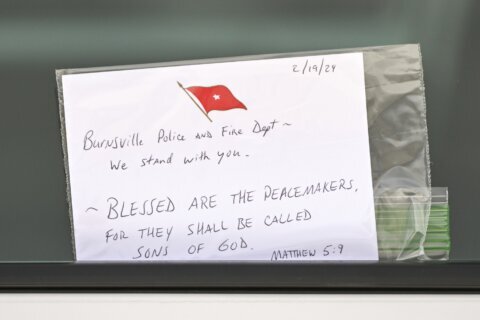 2/19/24
Burnsville Police and Fire Dept ~
We stand with you.
~ BLESSED ARE THE PEACEMAKERS,
FOR THEY SHALL BE CALLED
SONS OF GOD.
MATTHEW 5:9